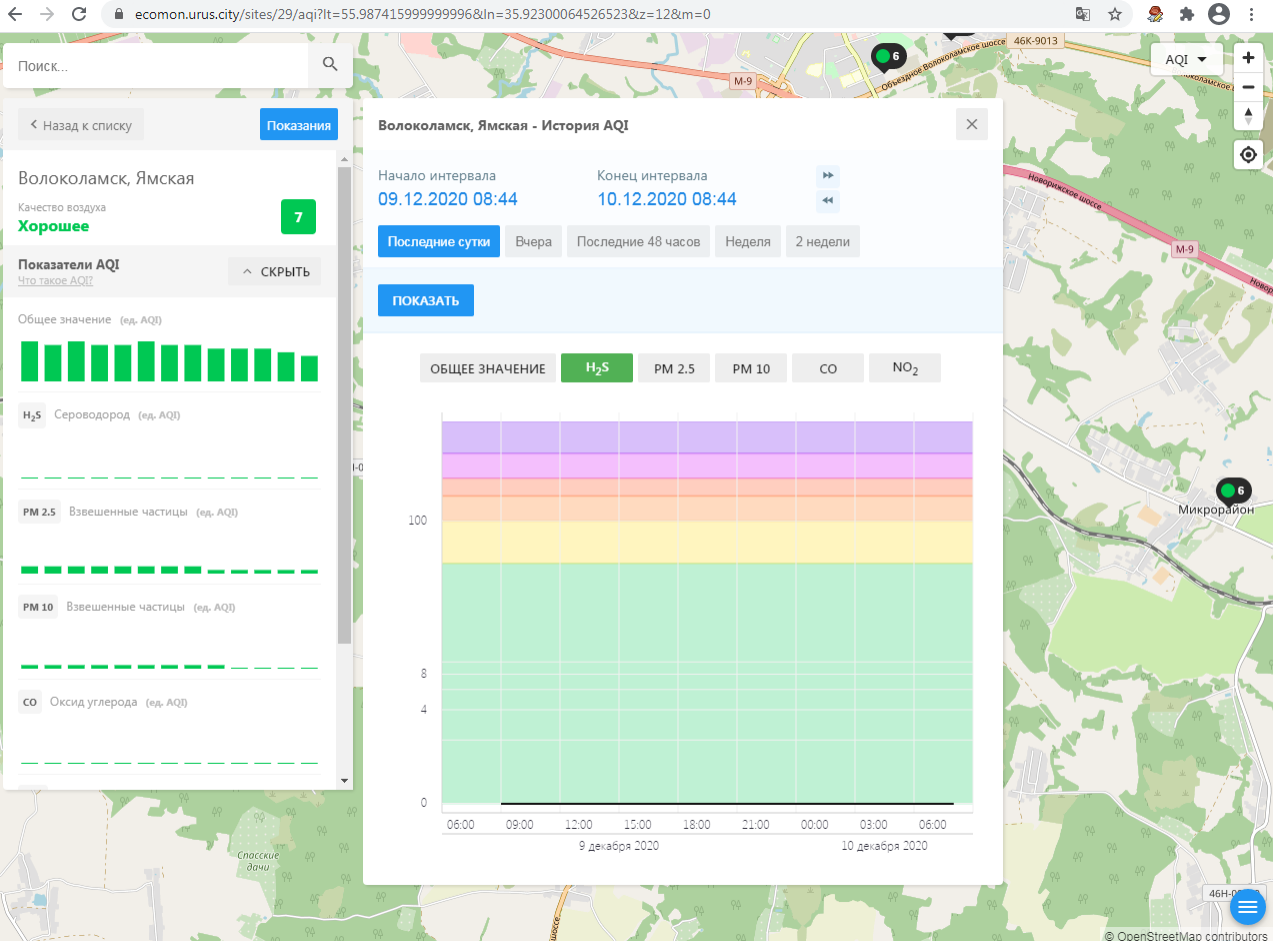 ecomon.urus.city/sites/29/aqi?lt=55.987415999999996&ln=35.92300064526523&z=12&m=0
46К-9013
Поиск...
6
Объездное Волоколамское шоссе
AQI
М-9
Назад к списку
Показания
Волоколамск, Ямская - История AQI
Волоколамск, Ямская
Качество воздуха
Хорошее
7
Начало интервала
Конец интервала
09.12.2020 08:44
10.12.2020 08:44
Новорижское шоссе
Последние сутки
Вчера
Последние 48 часов
Неделя
2 недели
М-9
Показатели AQI
Что такое AQI?
СКРЫТЬ
ПОКАЗАТЬ
Общее значение (ед. AQI)
ОБЩЕЕ ЗНАЧЕНИЕ
H2S
PM 2.5
PM 10
CO
NO2
H2S Сероводород (ед. AQI)
PM 2.5 Взвешенные частицы (ед. AQI)
PM 10 Взвешенные частицы (ед. AQI)
CO Оксид углерода (ед. AQI)
100
8
4
0
06:00
09:00
12:00
15:00
18:00
21:00
00:00
03:00
06:00
9 декабря 2020
10 декабря 2020
6
Микрорайон
Спасские
дачи
шоссе
© OpenStreetMap contributors